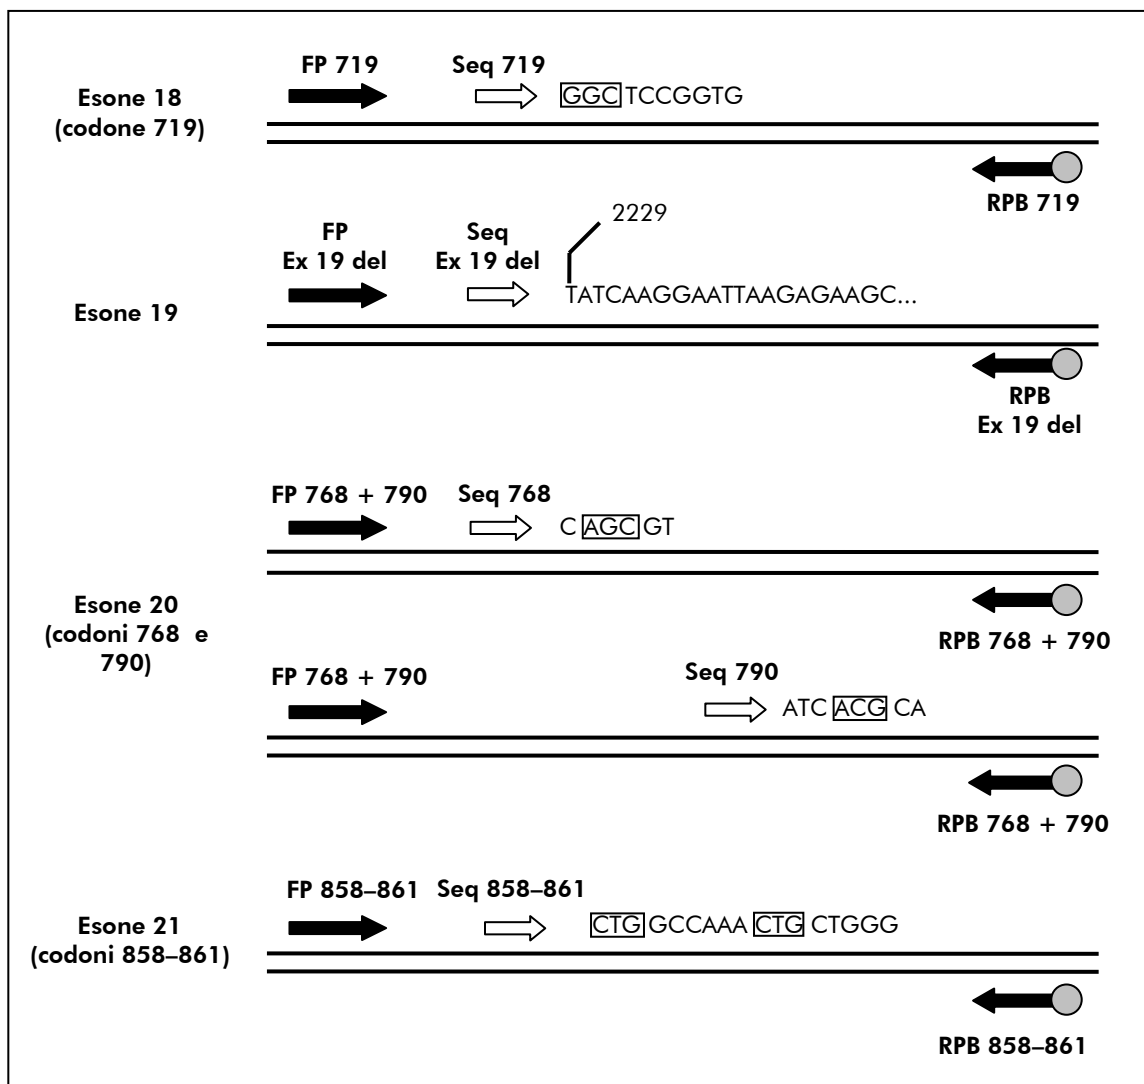 FP 719
Seq 719
Esone 18
(codone 719)
GGC TCCGGTG
RPB 719
2229
FP
Ex 19 del
Seq
Ex 19 del
Esone 19
TATCAAGGAATTAAGAGAAGC...
RPB
Ex 19 del
FP 768 + 790
Seq 768
C AGC GT
Esone 20
(codoni 768 e
790)
RPB 768 + 790
FP 768 + 790
Seq 790
ATC ACG CA
RPB 768 + 790
FP 858–861
Seq 858–861
Esone 21
(codoni 858–861)
CTG GCCAAA CTG CTGGG
RPB 858–861